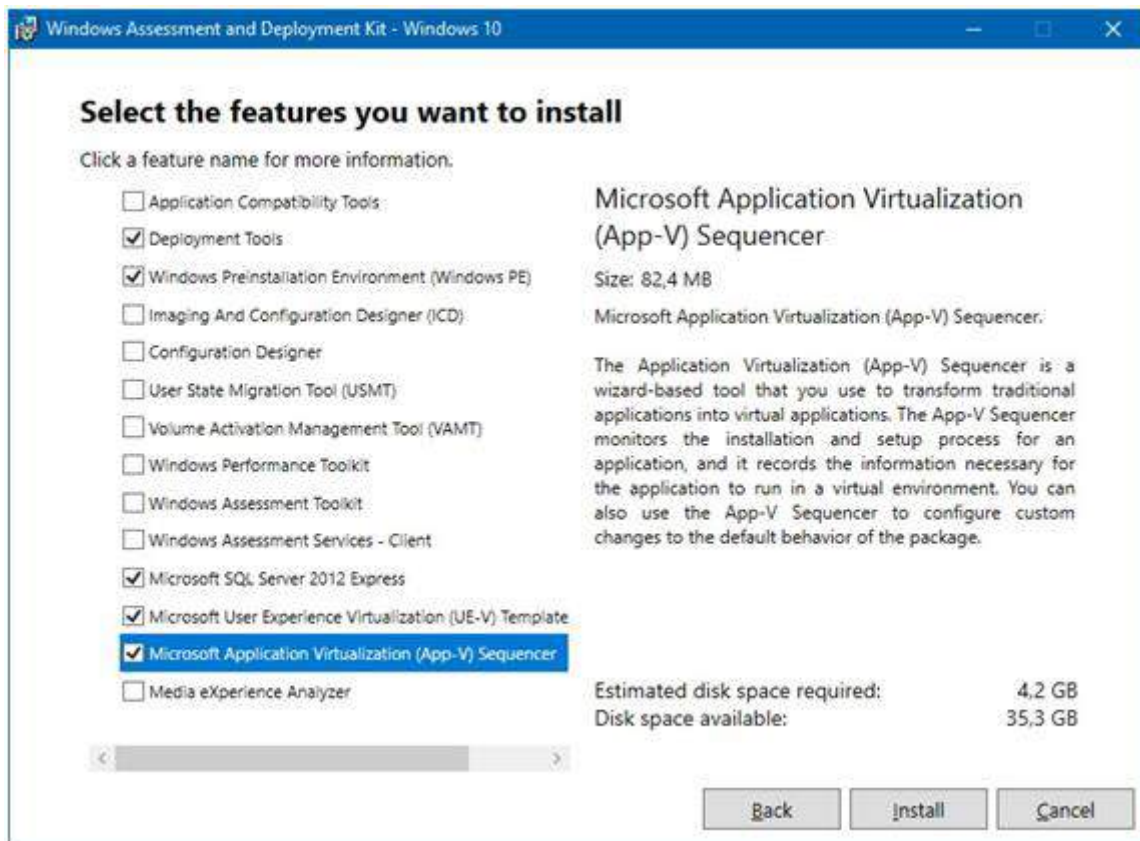 Windows Assessment and Deployment Kit - Windows 10
Select the features you want to install
Click a feature name for more information.
Application Compatibility Tools
Deployment Tools
Windows Preinstallation Environment (Windows PE)
Imaging And Configuration Designer (ICD)
Configuration Designer
User State Migration Tool (USMT)
Volume Activation Management Tool (VAMT)
Windows Performance Toolkit
Windows Assessment Toolkit
Windows Assessment Services - Client
Microsoft SQL Server 2012 Express
Microsoft User Experience Virtualization (UE-V) Template
Microsoft Application Virtualization (App-V) Sequencer
Media eXperience Analyzer
Microsoft Application Virtualization
(App-V) Sequencer
Size: 82,4 MB
Microsoft Application Virtualization (App-V) Sequencer.
The Application Virtualization (App-V) Sequencer is a
wizard-based tool that you use to transform traditional
applications into virtual applications. The App-V Sequencer
monitors the installation and setup process for an
application, and it records the information necessary for
the application to run in a virtual environment. You can
also use the App-V Sequencer to configure custom
changes to the default behavior of the package.
Estimated disk space required: 4,2 GB
Disk space available: 35,3 GB
Back Install Cancel